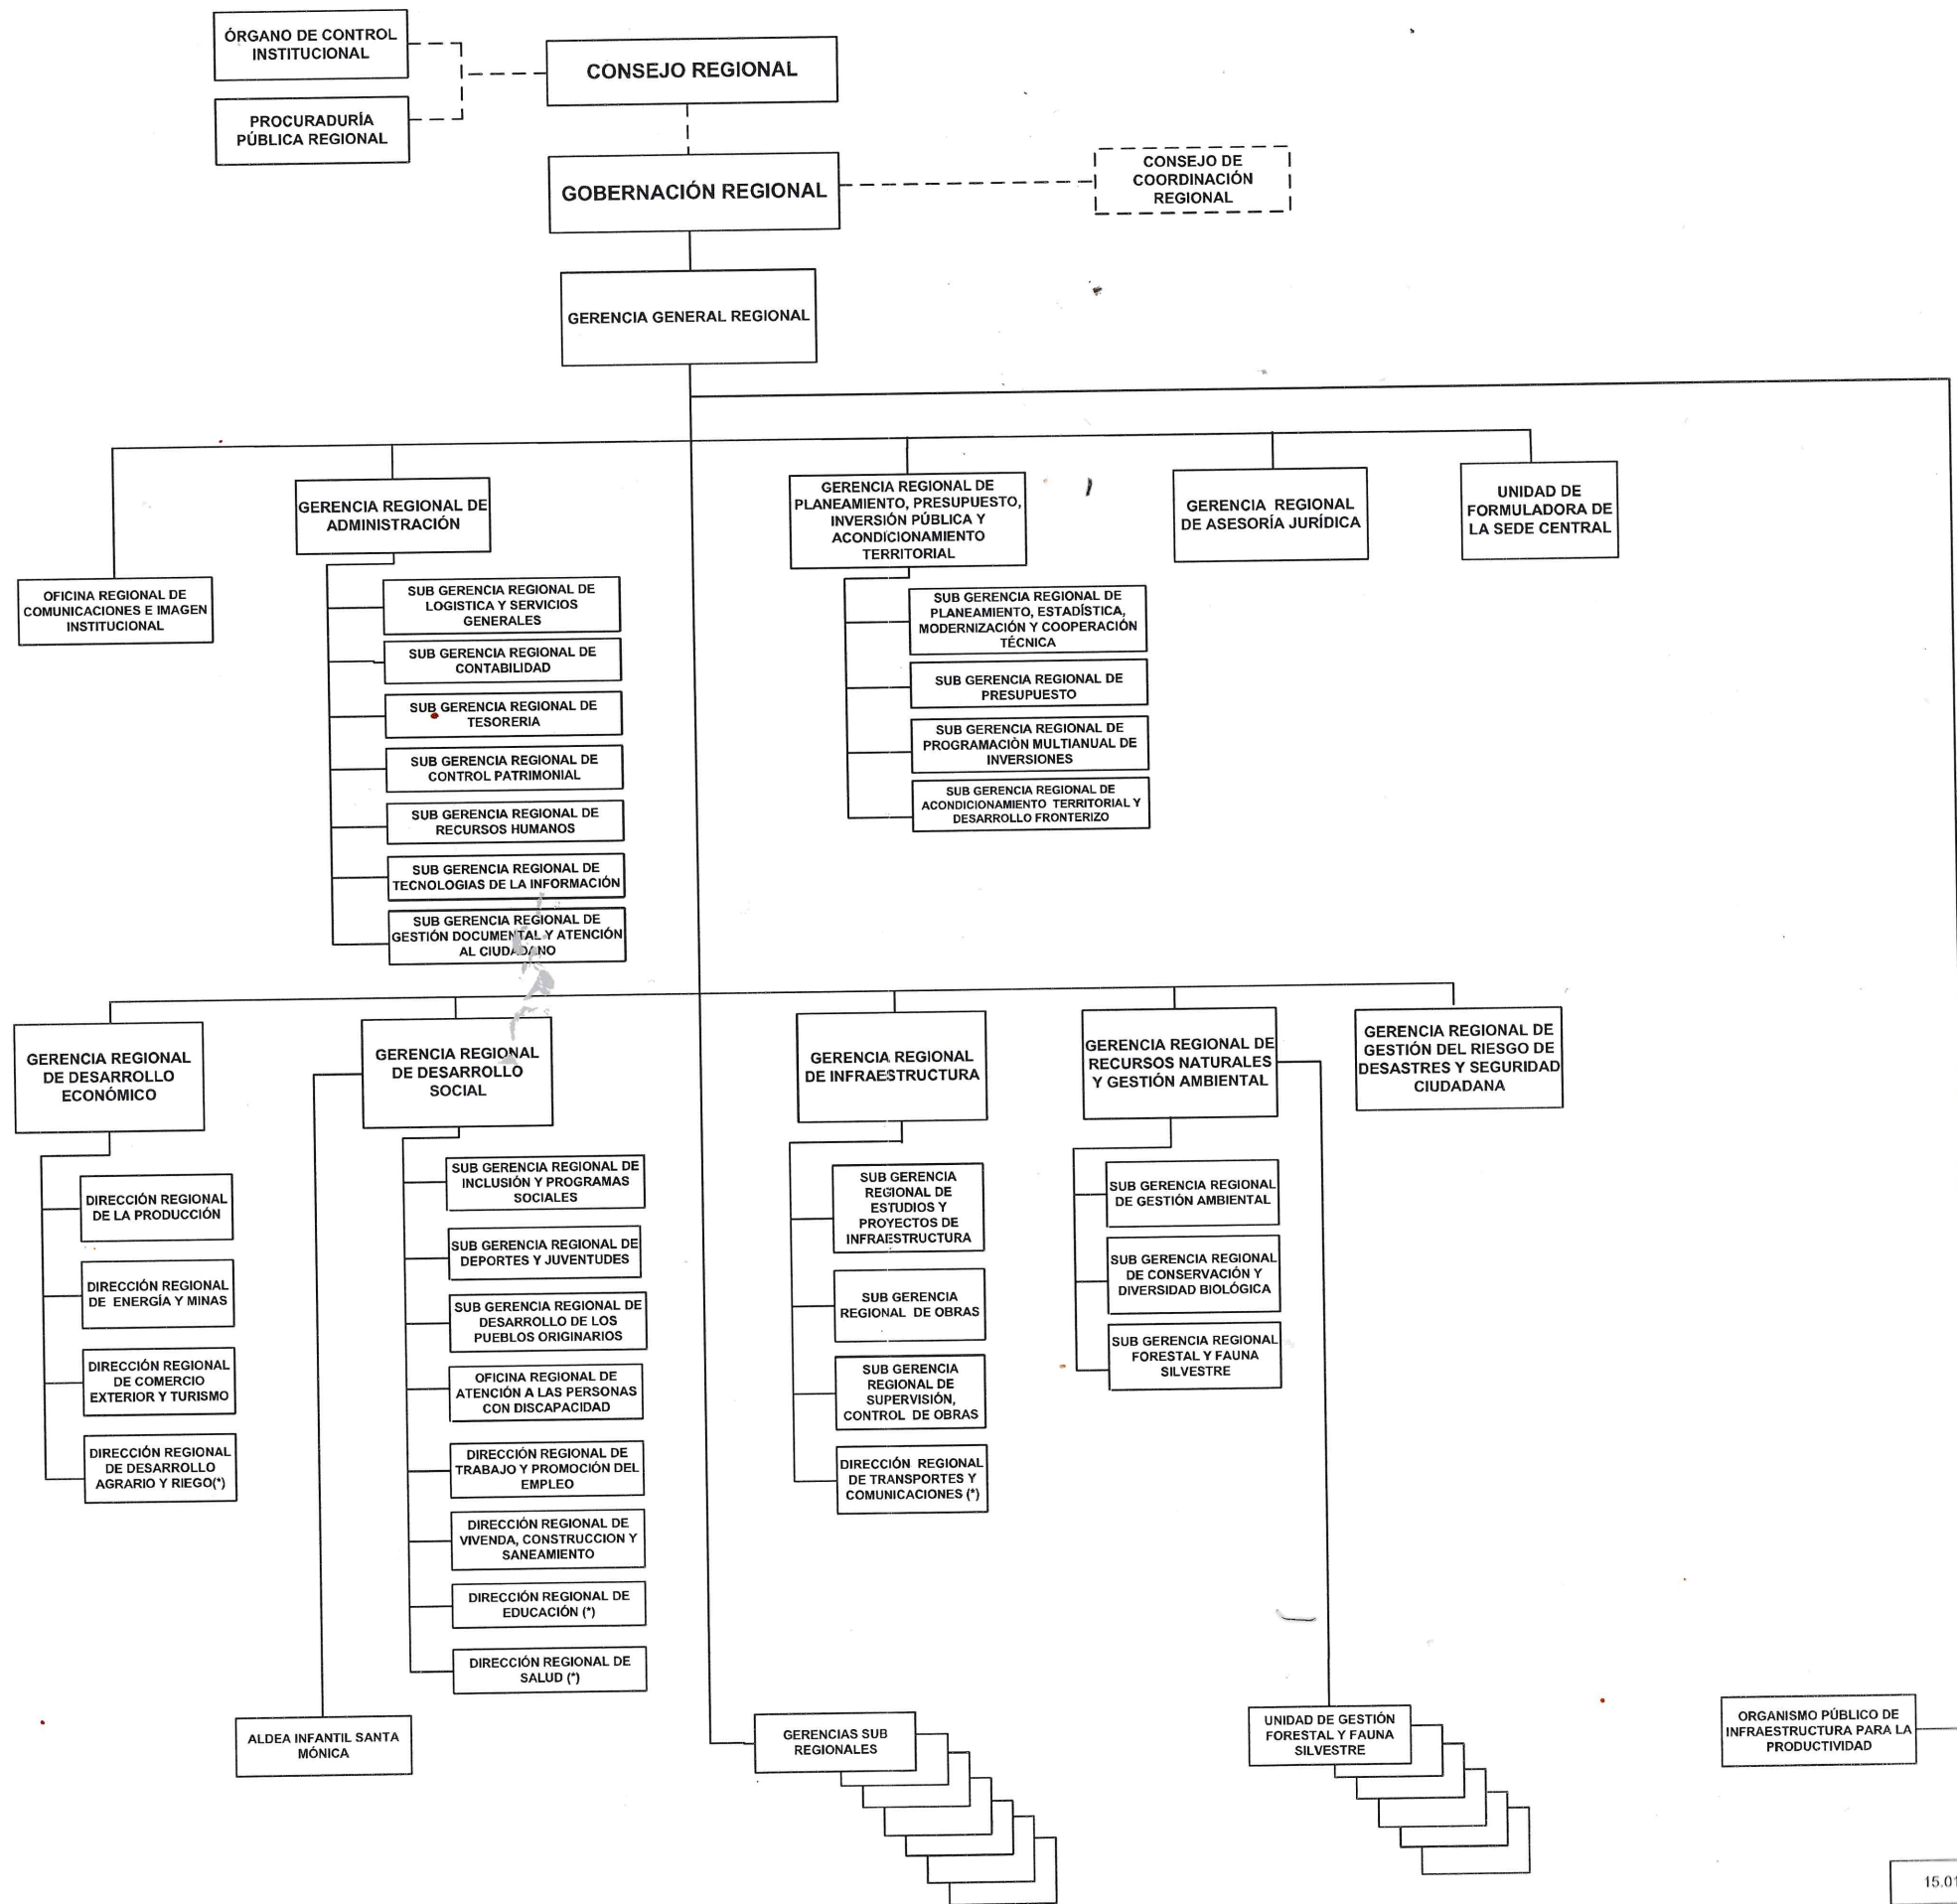 ÓRGANO DE CONTROL
INSTITUCIONAL
CONSEJO REGIONAL
PROCURADURÍA
PÚBLICA REGIONAL
GOBERNACIÓN REGIONAL
CONSEJO DE
COORDINACIÓN
REGIONAL
GERENCIA GENERAL REGIONAL
OFICINA REGIONAL DE
COMUNICACIONES E IMAGEN
INSTITUCIONAL
GERENCIA REGIONAL DE
ADMINISTRACIÓN
SUB GERENCIA REGIONAL DE
LOGISTICA Y SERVICIOS
GENERALES
SUB GERENCIA REGIONAL DE
CONTABILIDAD
SUB GERENCIA REGIONAL DE
TESORERIA
SUB GERENCIA REGIONAL DE
CONTROL PATRIMONIAL
SUB GERENCIA REGIONAL DE
RECURSOS HUMANOS
SUB GERENCIA REGIONAL DE
TECNOLOGIAS DE LA INFORMACIÓN
SUB GERENCIA REGIONAL DE
GESTIÓN DOCUMENTAL Y ATENCIÓN
AL CIUDADANO
GERENCIA REGIONAL DE
PLANEAMIENTO, PRESUPUESTO,
INVERSIÓN PÚBLICA Y
ACONDICIONAMIENTO
TERRITORIAL
SUB GERENCIA REGIONAL DE
PLANEAMIENTO, ESTADÍSTICA,
MODERNIZACIÓN Y COOPERACIÓN
TÉCNICA
SUB GERENCIA REGIONAL DE
PRESUPUESTO
SUB GERENCIA REGIONAL DE
PROGRAMACIÒN MULTIANUAL DE
INVERSIONES
SUB GERENCIA REGIONAL DE
ACONDICIONAMIENTO TERRITORIAL Y
DESARROLLO FRONTERIZO
GERENCIA REGIONAL
DE ASESORÍA JURÍDICA
UNIDAD DE
FORMULADORA DE
LA SEDE CENTRAL
GERENCIA REGIONAL
DE DESARROLLO
ECONÓMICO
DIRECCIÓN REGIONAL
DE LA PRODUCCIÓN
DIRECCIÓN REGIONAL
DE ENERGÍA Y MINAS
DIRECCIÓN REGIONAL
DE COMERCIO
EXTERIOR Y TURISMO
DIRECCIÓN REGIONAL
DE DESARROLLO
AGRARIO Y RIEGO(*)
GERENCIA REGIONAL
DE DESARROLLO
SOCIAL
SUB GERENCIA REGIONAL DE
INCLUSIÓN Y PROGRAMAS
SOCIALES
SUB GERENCIA REGIONAL DE
DEPORTES Y JUVENTUDES
SUB GERENCIA REGIONAL DE
DESARROLLO DE LOS
PUEBLOS ORIGINARIOS
OFICINA REGIONAL DE
ATENCIÓN A LAS PERSONAS
CON DISCAPACIDAD
DIRECCIÓN REGIONAL DE
TRABAJO Y PROMOCIÓN DEL
EMPLEO
DIRECCIÓN REGIONAL DE
VIVENDA, CONSTRUCCION Y
SANEAMIENTO
DIRECCIÓN REGIONAL DE
EDUCACIÓN (*)
DIRECCIÓN REGIONAL DE
SALUD (*)
ALDEA INFANTIL SANTA
MÓNICA
GERENCIA REGIONAL
DE INFRAESTRUCTURA
SUB GERENCIA
REGIONAL DE
ESTUDIOS Y
PROYECTOS DE
INFRAESTRUCTURA
SUB GERENCIA
REGIONAL DE OBRAS
SUB GERENCIA
REGIONAL DE
SUPERVISIÓN,
CONTROL DE OBRAS
DIRECCIÓN REGIONAL
DE TRANSPORTES Y
COMUNICACIONES (*)
GERENCIA REGIONAL DE
RECURSOS NATURALES
Y GESTIÓN AMBIENTAL
SUB GERENCIA REGIONAL
DE GESTIÓN AMBIENTAL
SUB GERENCIA REGIONAL
DE CONSERVACIÓN Y
DIVERSIDAD BIOLÓGICA
SUB GERENCIA REGIONAL
FORESTAL Y FAUNA
SILVESTRE
GERENCIA REGIONAL DE
GESTIÓN DEL RIESGO DE
DESASTRES Y SEGURIDAD
CIUDADANA
GERENCIAS SUB
REGIONALES
UNIDAD DE GESTIÓN
FORESTAL Y FAUNA
SILVESTRE
ORGANISMO PÚBLICO DE
INFRAESTRUCTURA PARA LA
PRODUCTIVIDAD
15.01